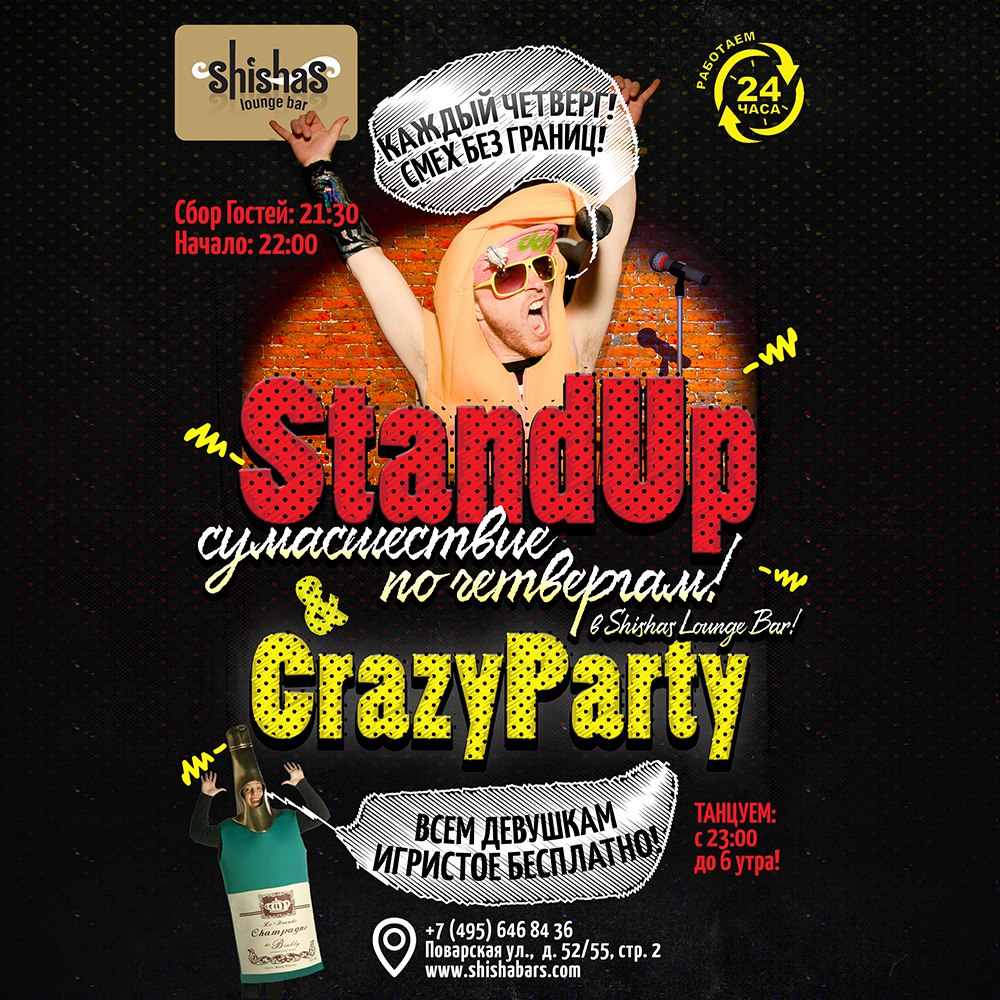 shishas
lounge bar
РАБОТАЕМ
24
ЧАСА
КАЖДЫЙ ЧЕТВЕРГ!
СМЕХ БЕЗ ГРАНИЦ!
Сбор Гостей: 21:30
Начало: 22:00
StandUp
сумасшествие
по четвергам!
в Shishas Lounge Bar!
&
CrazyParty
ВСЕМ ДЕВУШКАМ
ИГРИСТОЕ БЕСПЛАТНО!
ТАНЦУЕМ:
с 23:00
до 6 утра!
Champagne
+7 (495) 646 84 36
Поварская ул., д. 52/55, стр. 2
www.shishabars.com